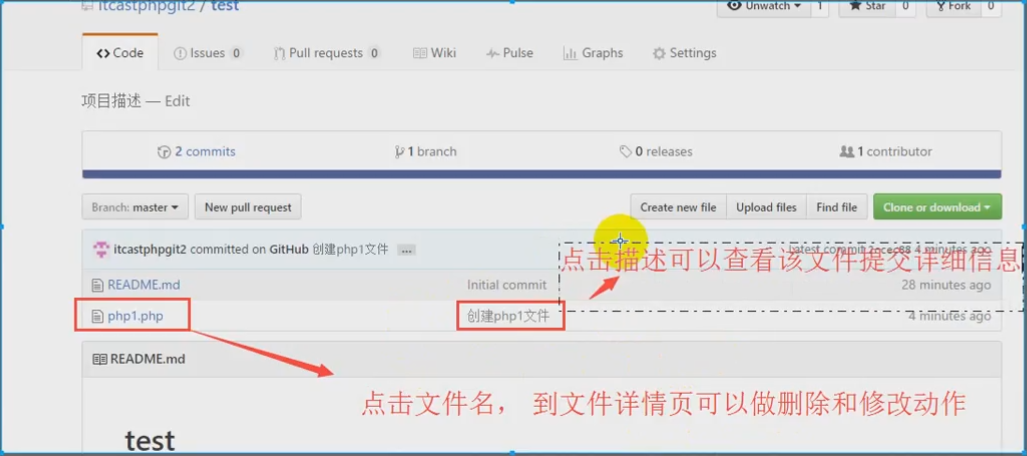 itcastphpgit2 / test
Unwatch 1 Star 0 Fork 0
Code Issues 0 Pull requests 0 Wiki Pulse Graphs Settings
项目描述 — Edit
2 commits 1 branch 0 releases 1 contributor
Branch: master New pull request Create new file Upload files Find file Clone or download
itcastphpgit2 committed on GitHub 创建php1文件 ... latest commit 4 minutes ago
点击描述可以查看该文件提交详细信息
README.md Initial commit 28 minutes ago
php1.php 创建php1文件 4 minutes ago
README.md
点击文件名， 到文件详情页可以做删除和修改动作
test